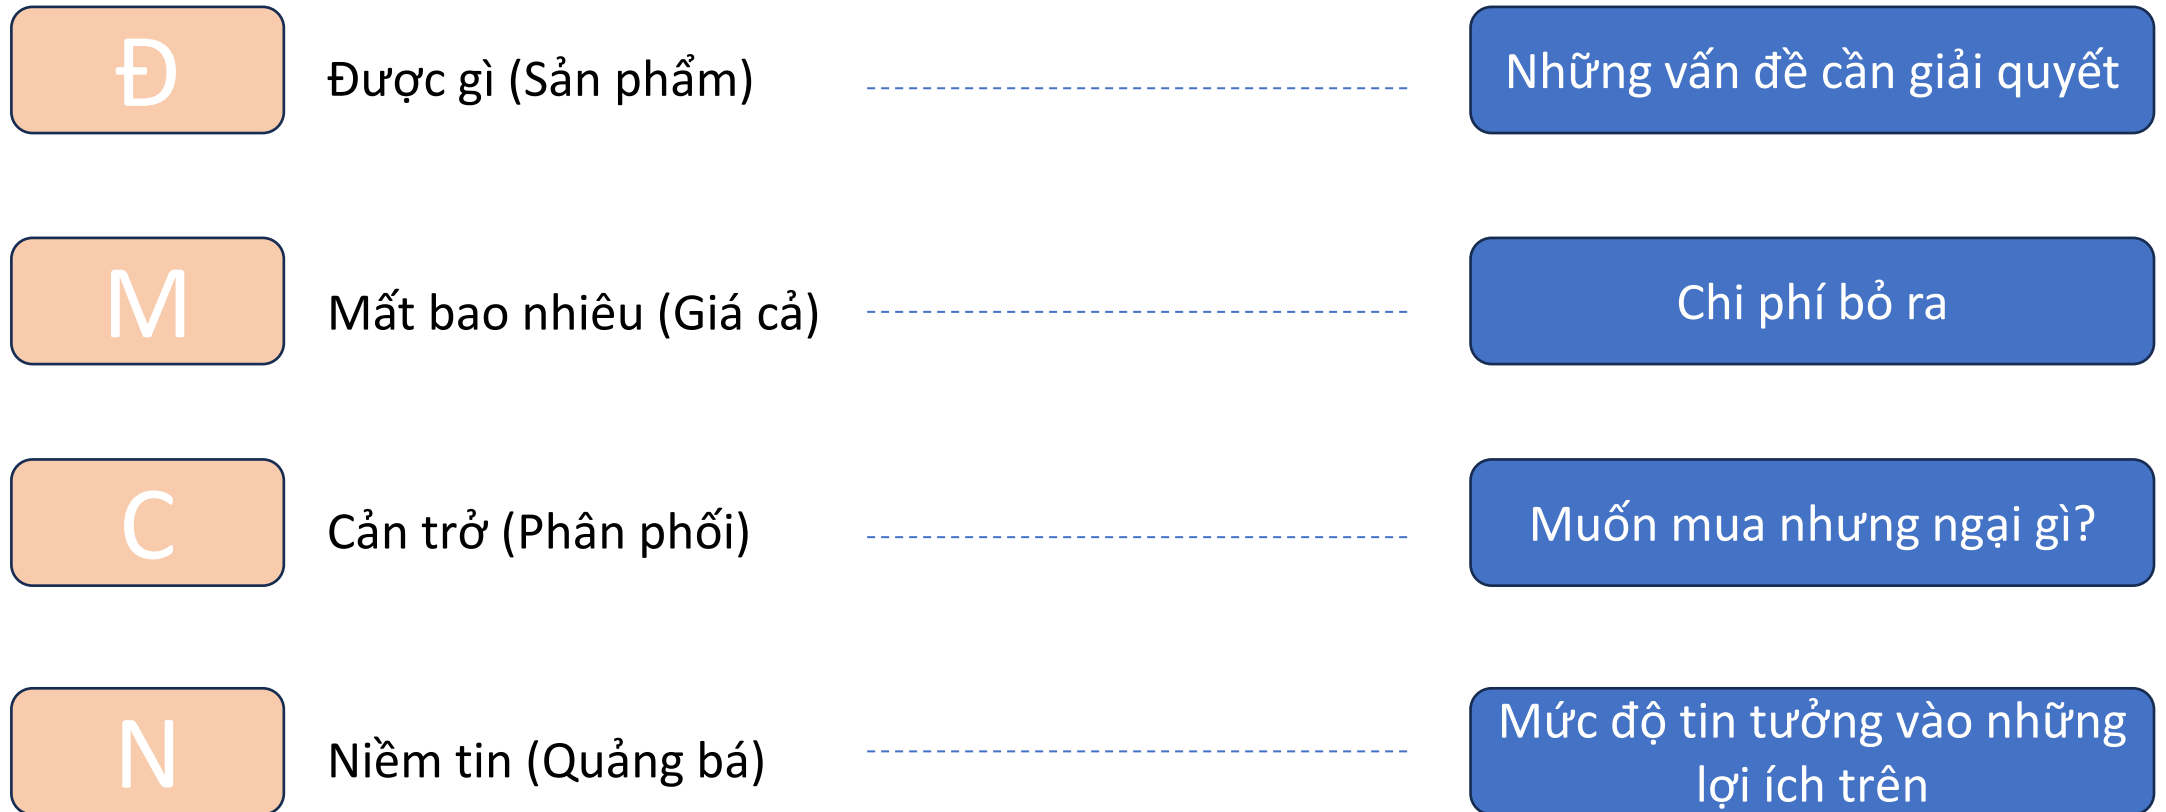 Đ
Được gì (Sản phẩm)
Những vấn đề cần giải quyết
M
Mất bao nhiêu (Giá cả)
Chi phí bỏ ra
C
Cản trở (Phân phối)
Muốn mua nhưng ngại gì?
N
Niềm tin (Quảng bá)
Mức độ tin tưởng vào những
lợi ích trên